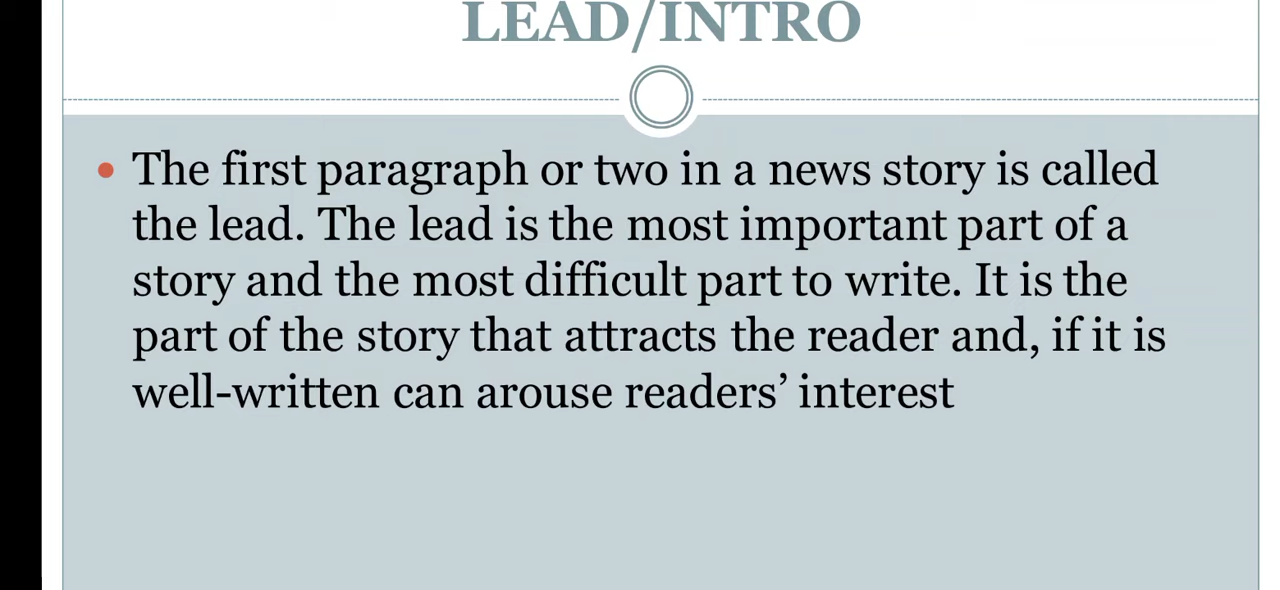 LEAD/INTRO
The first paragraph or two in a news story is called
the lead. The lead is the most important part of a
story and the most difficult part to write. It is the
part of the story that attracts the reader and, if it is
well-written can arouse readers’ interest